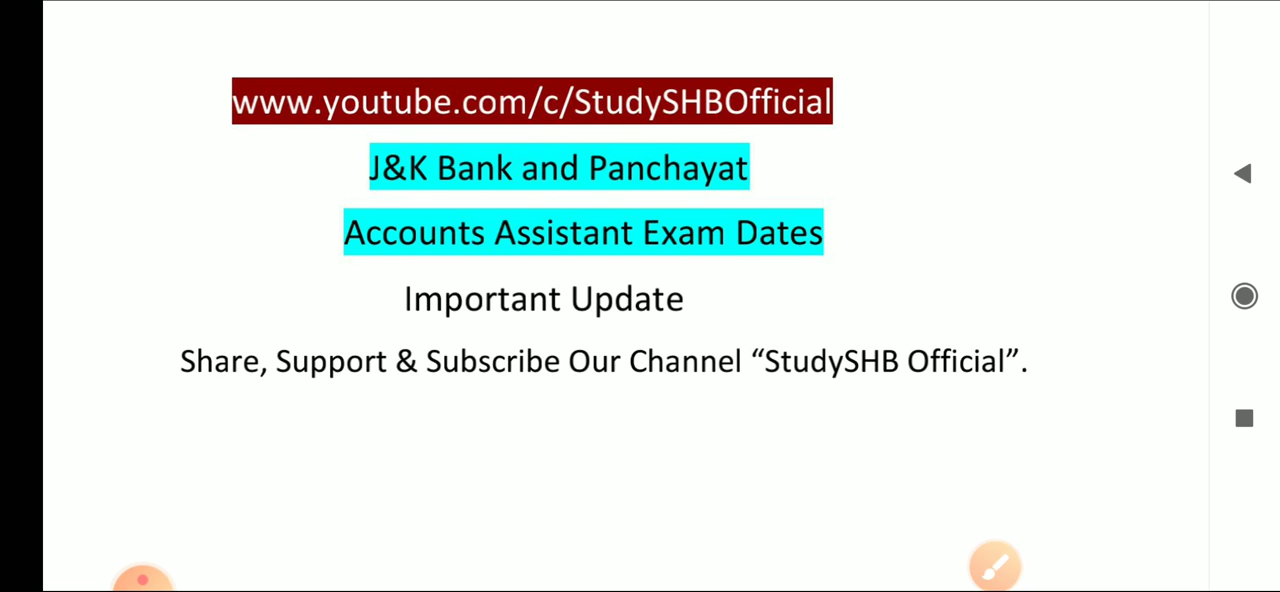 www.youtube.com/c/StudySHBOfficial
J&K Bank and Panchayat
Accounts Assistant Exam Dates
Important Update
Share, Support & Subscribe Our Channel “StudySHB Official”.